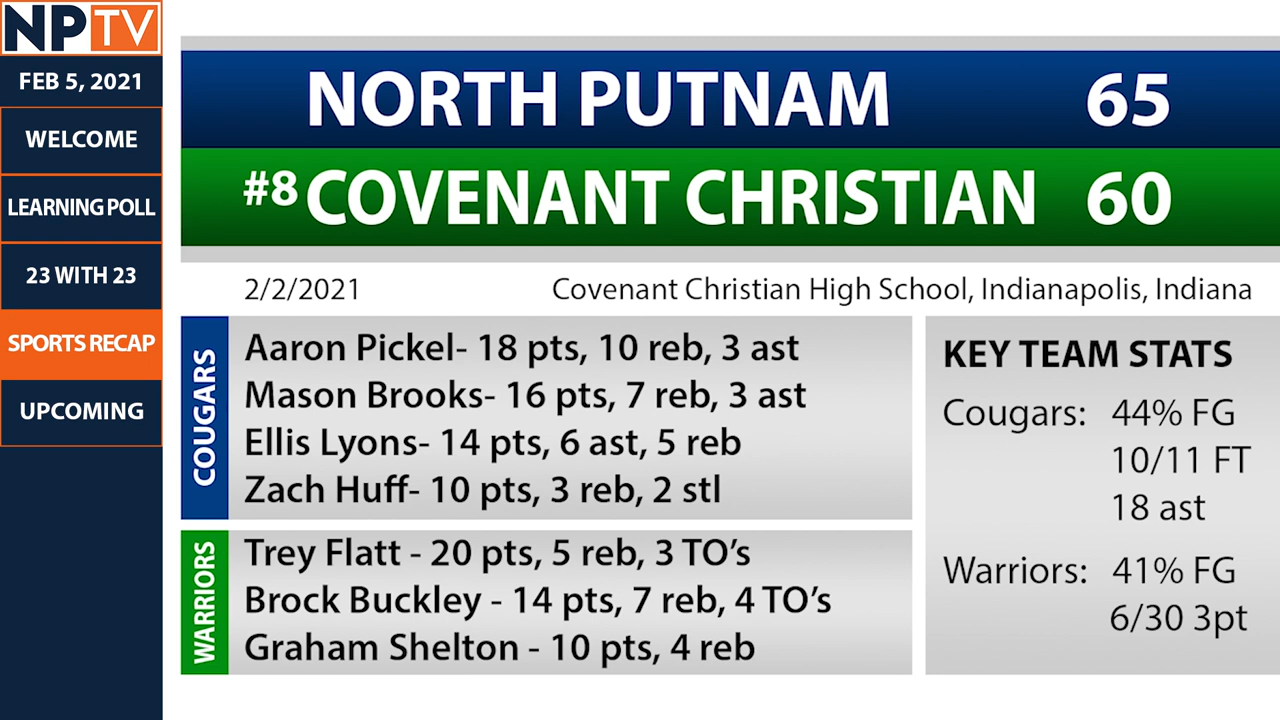 NPTV
FEB 5, 2021
WELCOME
LEARNING POLL
23 WITH 23
SPORTS RECAP
UPCOMING
NORTH PUTNAM 65
#8 COVENANT CHRISTIAN 60
2/2/2021 Covenant Christian High School, Indianapolis, Indiana
COUGARS
Aaron Pickel- 18 pts, 10 reb, 3 ast
Mason Brooks- 16 pts, 7 reb, 3 ast
Ellis Lyons- 14 pts, 6 ast, 5 reb
Zach Huff- 10 pts, 3 reb, 2 stl
WARRIORS
Trey Flatt - 20 pts, 5 reb, 3 TO’s
Brock Buckley - 14 pts, 7 reb, 4 TO’s
Graham Shelton - 10 pts, 4 reb
KEY TEAM STATS
Cougars: 44% FG
10/11 FT
18 ast
Warriors: 41% FG
6/30 3pt